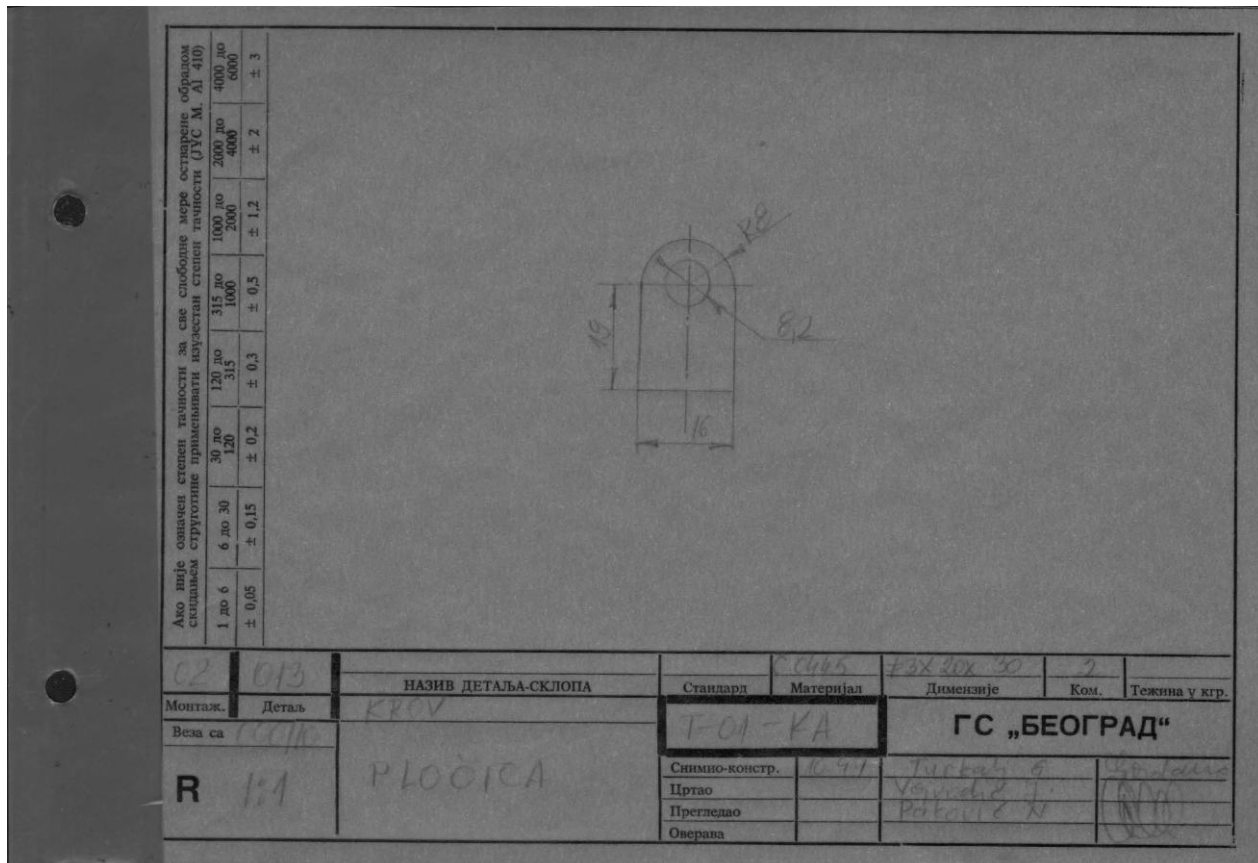 Ако није означен степен тачности за све слободне мере остварене обрадом
скидањем струготине примењивати изузестан степен тачности (ЈУС М. А1 410)
1 до 6 6 до 30 30 до 120 120 до 315 315 до 1000 1000 до 2000 2000 до 4000 4000 до 6000
± 0,05 ± 0,15 ± 0,2 ± 0,3 ± 0,5 ± 1,2 ± 2 ± 3
R8
19
8,2
16
02 013
Монтаж. Деталь
НАЗИВ ДЕТАЉА-СКЛОПА
#3x20x30 2
Стандард Материјал Димензије Ком. Тежина у кгр.
Веза са
KROV
T-01-KA
ГС „БЕОГРАД“
R 1:1
PLOČICA
Снимио-констр.
Цртао
Прегледао
Оверава